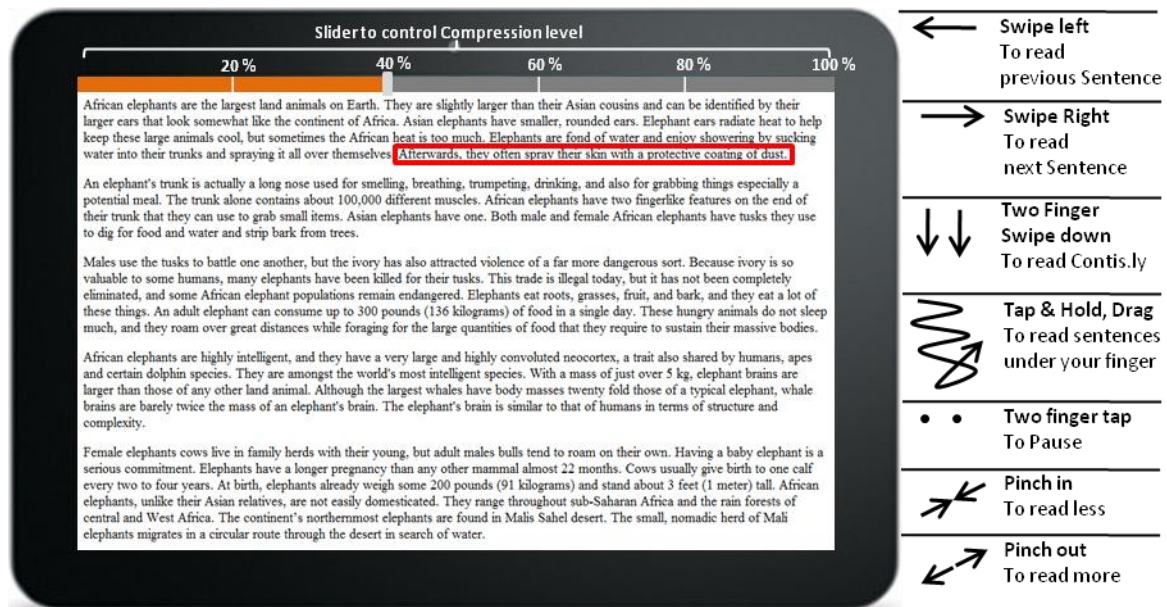 Slider to control Compression level
20 % 40 % 60 % 80 % 100 %
African elephants are the largest land animals on Earth. They are slightly larger than their Asian cousins and can be identified by their
larger ears that look somewhat like the continent of Africa. Asian elephants have smaller, rounded ears. Elephant ears radiate heat to help
keep these large animals cool, but sometimes the African heat is too much. Elephants are fond of water and enjoy showering by sucking
water into their trunks and spraying it all over themselves. Afterwards, they often spray their skin with a protective coating of dust.
An elephant's trunk is actually a long nose used for smelling, breathing, trumpeting, drinking, and also for grabbing things especially a
potential meal. The trunk alone contains about 100,000 different muscles. African elephants have two fingerlike features on the end of
their trunk that they can use to grab small items. Asian elephants have one. Both male and female African elephants have tusks they use
to dig for food and water and strip bark from trees.
Males use the tusks to battle one another, but the ivory has also attracted violence of a far more dangerous sort. Because ivory is so
valuable to some humans, many elephants have been killed for their tusks. This trade is illegal today, but it has not been completely
eliminated, and some African elephant populations remain endangered. Elephants eat roots, grasses, fruit, and bark, and they eat a lot of
these things. An adult elephant can consume up to 300 pounds (136 kilograms) of food in a single day. These hungry animals do not sleep
much, and they roam over great distances while foraging for the large quantities of food that they require to sustain their massive bodies.
African elephants are highly intelligent, and they have a very large and highly convoluted neocortex, a trait also shared by humans, apes
and certain dolphin species. They are amongst the world's most intelligent species. With a mass of just over 5 kg, elephant brains are
larger than those of any other land animal. Although the largest whales have body masses twenty fold those of a typical elephant, whale
brains are barely twice the mass of an elephant's brain. The elephant's brain is similar to that of humans in terms of structure and
complexity.
Female elephants cows live in family herds with their young, but adult males bulls tend to roam on their own. Having a baby elephant is a
serious commitment. Elephants have a longer pregnancy than any other mammal almost 22 months. Cows usually give birth to one calf
every two to four years. At birth, elephants already weigh some 200 pounds (91 kilograms) and stand about 3 feet (1 meter) tall. African
elephants, unlike their Asian relatives, are not easily domesticated. They range throughout sub-Saharan Africa and the rain forests of
central and West Africa. The continent's northernmost elephants are found in Malis Sahel desert. The small, nomadic herd of Mali
elephants migrates in a circular route through the desert in search of water.
Swipe left
To read
previous Sentence
Swipe Right
To read
next Sentence
Two Finger
Swipe down
To read Contis.ly
Tap & Hold, Drag
To read sentences
under your finger
Two finger tap
To Pause
Pinch in
To read less
Pinch out
To read more